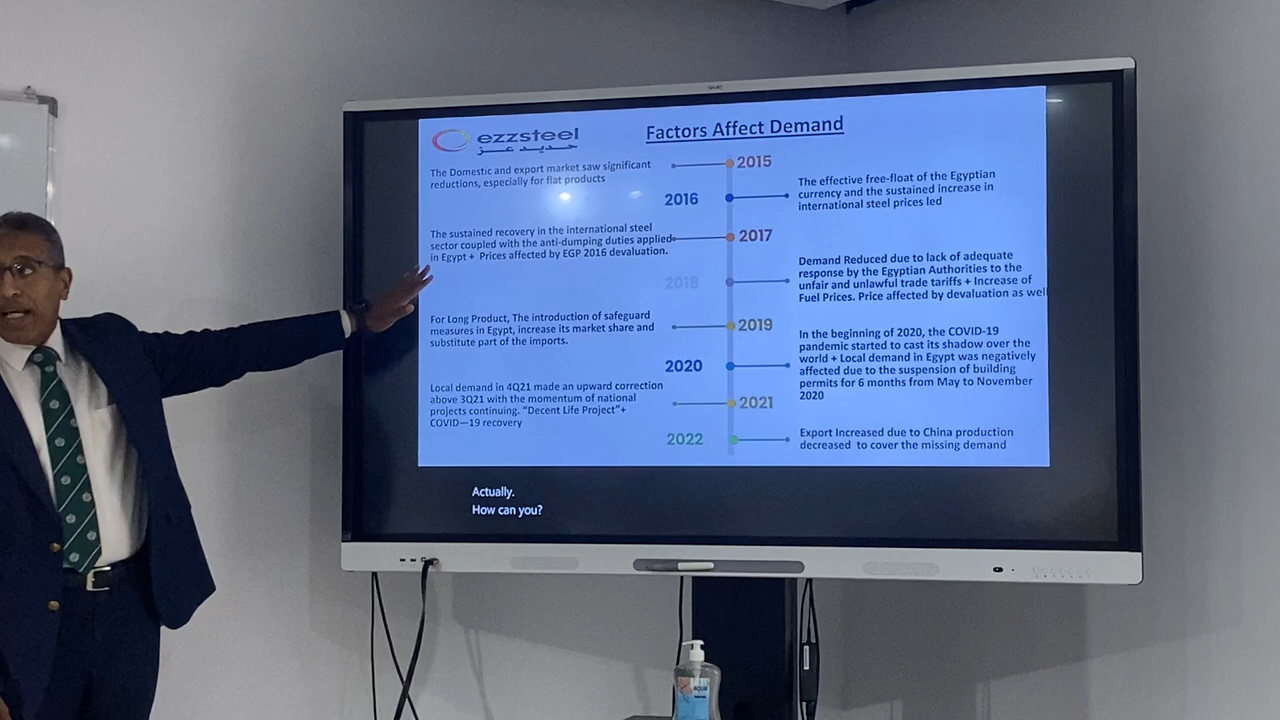 SMART
ezzsteel
حديد عز
Factors Affect Demand
The Domestic and export market saw significant
reductions, especially for flat products
2015
2016
The effective free-float of the Egyptian
currency and the sustained increase in
international steel prices led
The sustained recovery in the international steel
sector coupled with the anti-dumping duties applied
in Egypt + Prices affected by EGP 2016 devaluation.
2017
2018
Demand Reduced due to lack of adequate
response by the Egyptian Authorities to the
unfair and unlawful trade tariffs + Increase of
Fuel Prices. Price affected by devaluation as well
For Long Product, The introduction of safeguard
measures in Egypt, increase its market share and
substitute part of the imports.
2019
2020
In the beginning of 2020, the COVID-19
pandemic started to cast its shadow over the
world + Local demand in Egypt was negatively
affected due to the suspension of building
permits for 6 months from May to November
2020
Local demand in 4Q21 made an upward correction
above 3Q21 with the momentum of national
projects continuing. “Decent Life Project”+
COVID—19 recovery
2021
2022
Export Increased due to China production
decreased to cover the missing demand
Actually.
How can you?
AQUA